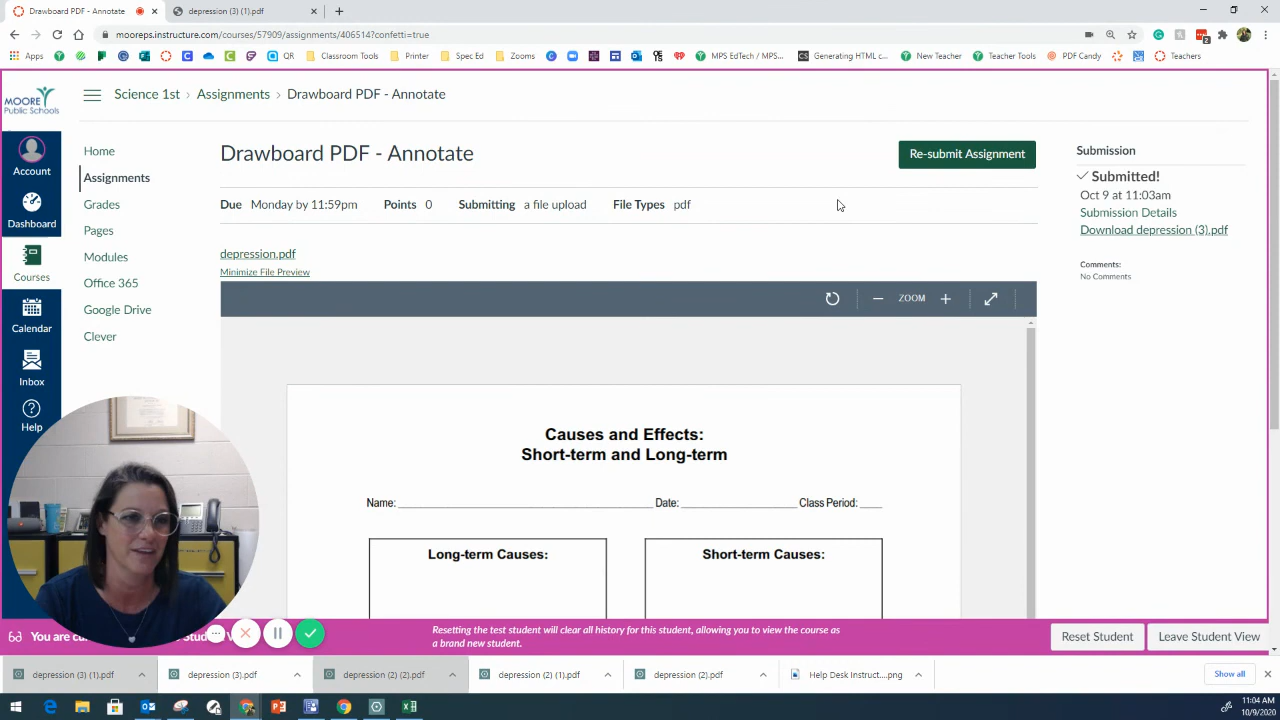 Drawboard PDF - Annotate
depression (3) (1).pdf
mooreps.instructure.com/courses/57909/assignments/406514?confetti=true
Apps
QR
Classroom Tools
Printer
Spec Ed
Zooms
MPS EdTech / MPS...
Generating HTML c...
New Teacher
Teacher Tools
PDF Candy
Teachers
MOORE
Public Schools
Science 1st › Assignments › Drawboard PDF - Annotate
Account
Dashboard
Courses
Calendar
Inbox
Help
Home
Assignments
Grades
Pages
Modules
Office 365
Google Drive
Clever
Drawboard PDF - Annotate
Re-submit Assignment
Due Monday by 11:59pm Points 0 Submitting a file upload File Types pdf
depression.pdf
Minimize File Preview
ZOOM
Causes and Effects:
Short-term and Long-term
Name: Date: Class Period:
Long-term Causes: Short-term Causes:
Submission
Submitted!
Oct 9 at 11:03am
Submission Details
Download depression (3).pdf
Comments:
No Comments
You are cu
Resetting the test student will clear all history for this student, allowing you to view the course as
a brand new student.
Reset Student
Leave Student View
depression (3) (1).pdf
depression (3).pdf
depression (2) (2).pdf
depression (2) (1).pdf
depression (2).pdf
Help Desk Instruct....png
Show all
11:04 AM
10/9/2020